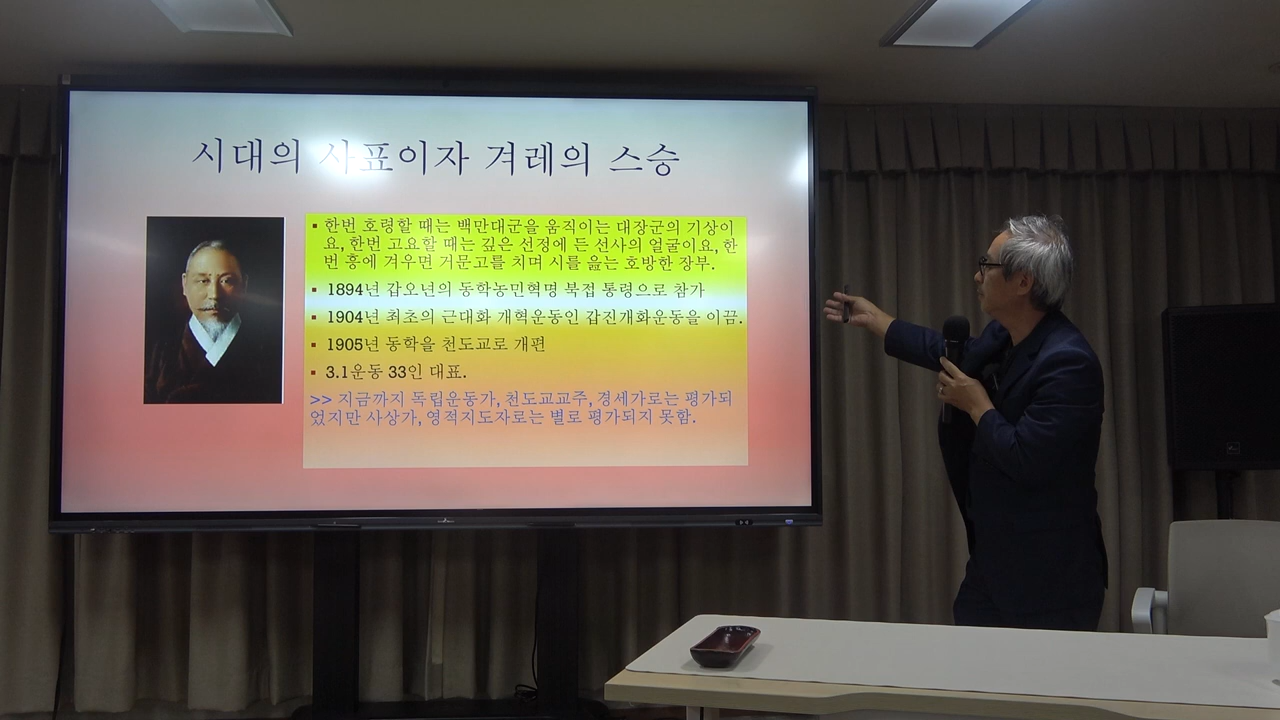 시대의 사표이자 겨레의 스승
▪ 한번 호령할 때는 백만대군을 움직이는 대장군의 기상이
요, 한번 고요할 때는 깊은 선정에 든 선사의 얼굴이요, 한
번 흥에 겨우면 거문고를 치며 시를 읊는 호방한 장부.
▪ 1894년 갑오년의 동학농민혁명 북접 통령으로 참가
▪ 1904년 최초의 근대화 개혁운동인 갑진개화운동을 이끔.
▪ 1905년 동학을 천도교로 개편
▪ 3.1운동 33인 대표.
>> 지금까지 독립운동가, 천도교교주, 경세가로는 평가되
었지만 사상가, 영적지도자로는 별로 평가되지 못함.